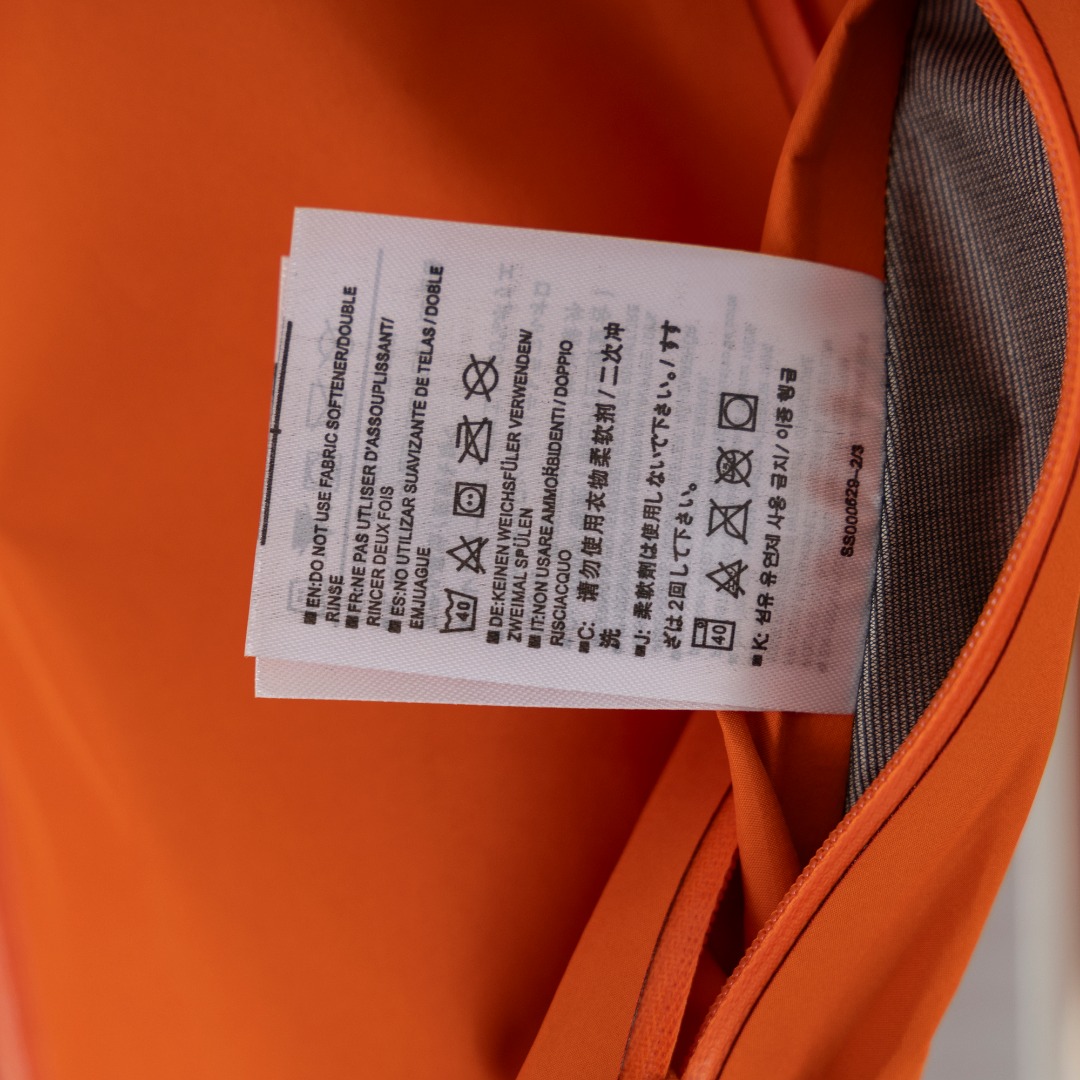 ■EN:DO NOT USE FABRIC SOFTENER/DOUBLE
RINSE
■FR:NE PAS UTLISER D'ASSOUPLISSANT/
RINCER DEUX FOIS
■ES:NO UTILIZAR SUAVIZANTE DE TELAS / DOBLE
EMJUAGUE
40
■DE:KEINEN WEICHSFÜLER VERWENDEN/
ZWEIMAL SPÜLEN
■IT:NON USARE AMMORBIDENTI / DOPPIO
RISCIACQUO
■C: 请勿使用衣物柔软剂 / 二次冲
洗
■J: 柔軟剤は使用しないで下さい。/ すす
ぎは 2 回して下さい。
40
■K: 섬유 유연제 사용 금지/ 이중 헹굼
SS000629-2/3